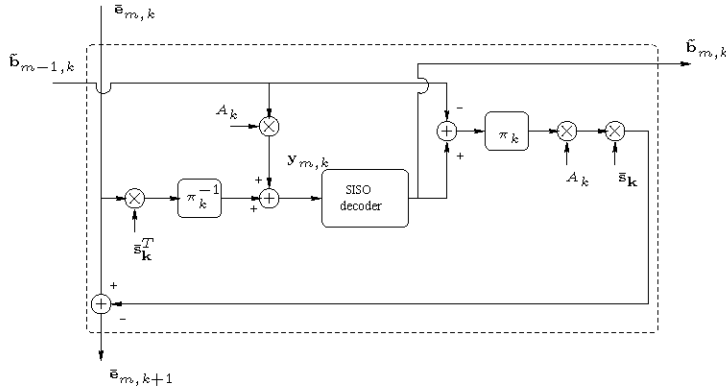 ē_{m,k}
b̃_{m−1,k}
b̃_{m,k}
A_k
y_{m,k}
−
+
π_k
+
+
π_k^{−1}
SISO
decoder
A_k
s̄_k
s̄_k^T
+
−
ē_{m,k+1}